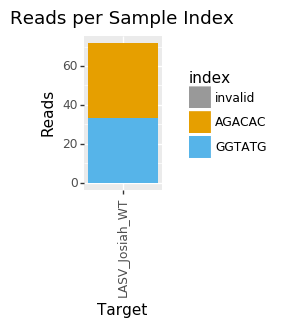 Reads per Sample Index
60
40
20
0
Reads
LASV_Josiah_WT
Target
index
invalid
AGACAC
GGTATG